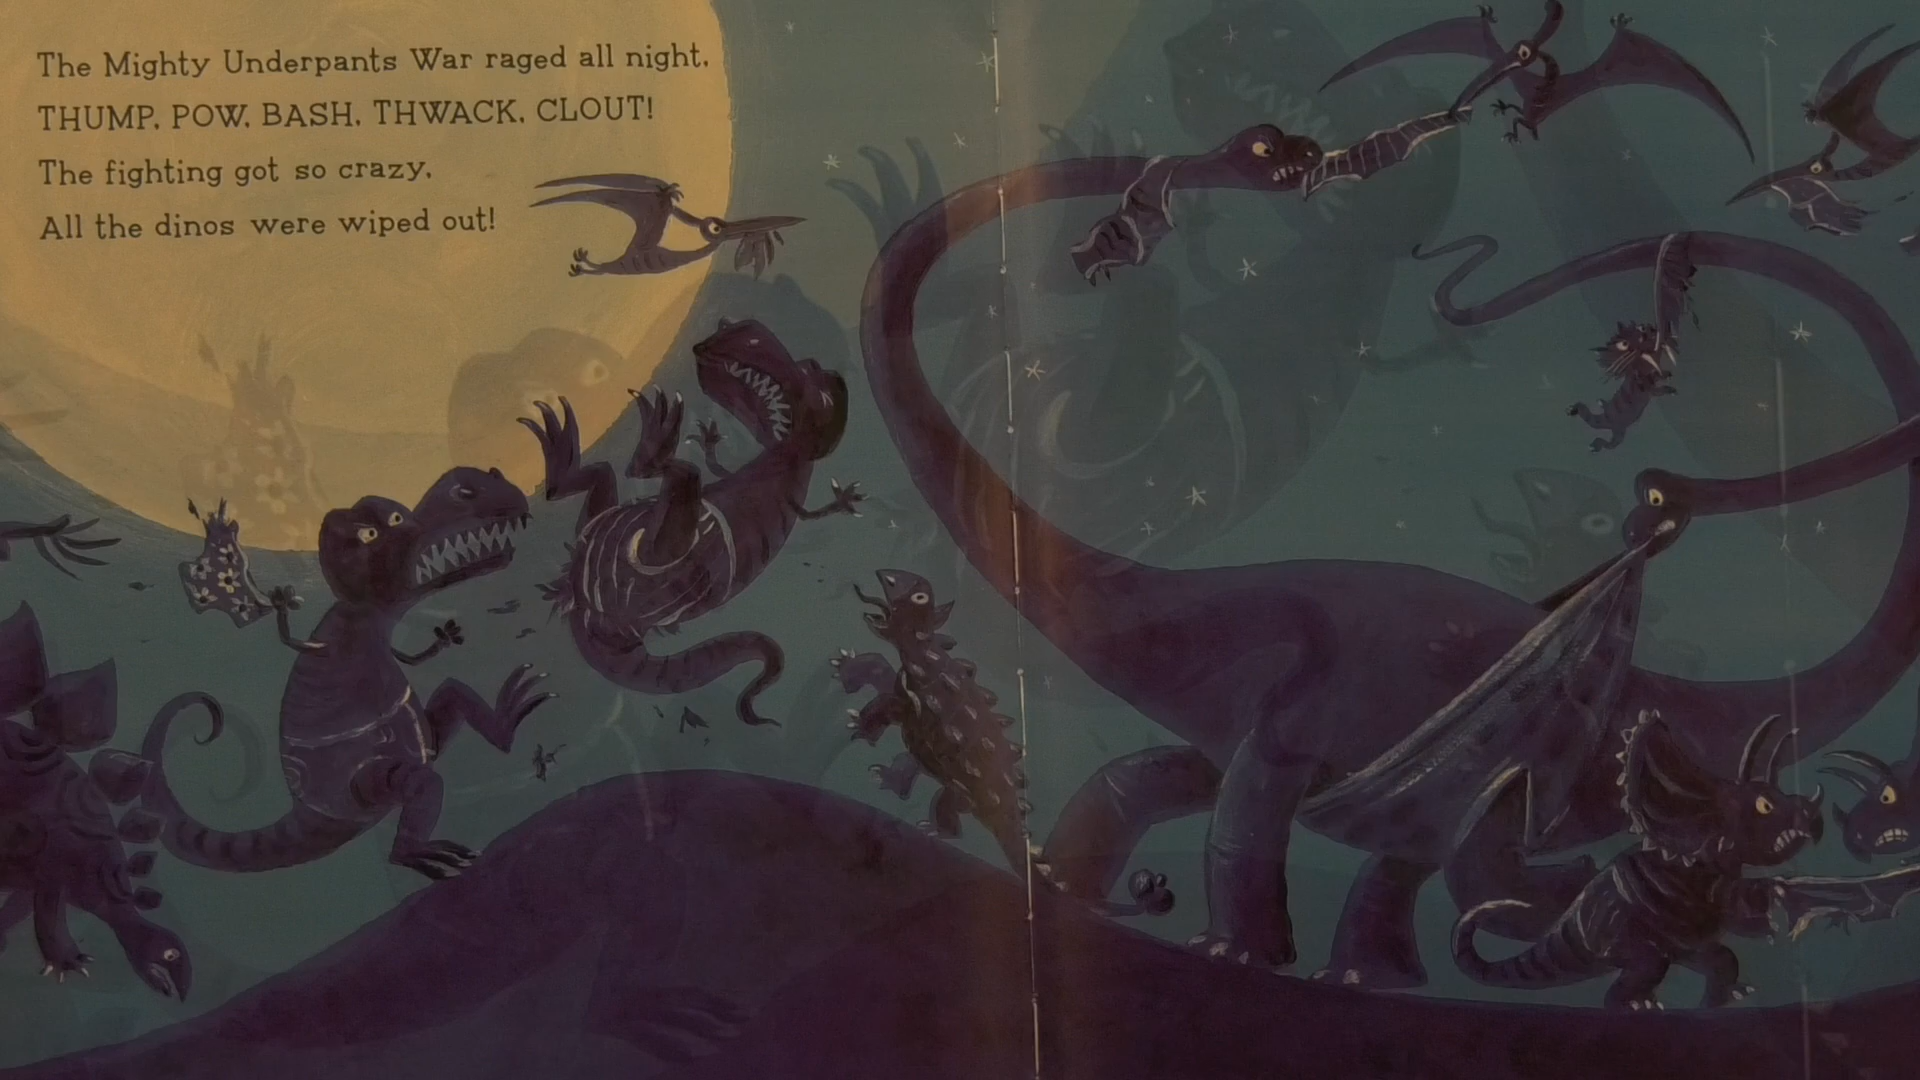 The Mighty Underpants War raged all night,
THUMP, POW, BASH, THWACK, CLOUT!
The fighting got so crazy,
All the dinos were wiped out!